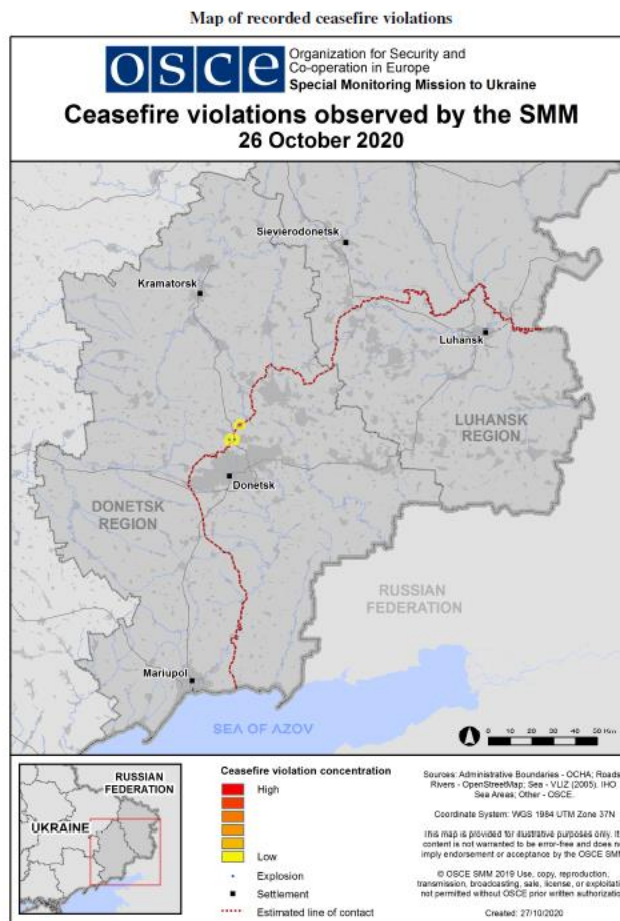 Map of recorded ceasefire violations
osce Organization for Security and
Co-operation in Europe
Special Monitoring Mission to Ukraine
Ceasefire violations observed by the SMM
26 October 2020
Sievierodonetsk
Kramatorsk
Luhansk
LUHANSK
REGION
Donetsk
DONETSK
REGION
RUSSIAN
FEDERATION
Mariupol
SEA OF AZOV
0 10 20 30 40 50 Km
RUSSIAN
FEDERATION
UKRAINE
Ceasefire violation concentration
High
Low
Explosion
Settlement
Estimated line of contact
Sources: Administrative Boundaries - OCHA; Roads,
Rivers - OpenStreetMap; Sea - VLIZ (2005). IHO
Sea Areas; Other - OSCE.
Coordinate System: WGS 1984 UTM Zone 37N
This map is provided for illustrative purposes only. It
content is not warranted to be error-free and does no
imply endorsement or acceptance by the OSCE SMM
© OSCE SMM 2019 Use, copy, reproduction,
transmission, broadcasting, sale, license, or exploitati
not permitted without OSCE prior written authorizatio
Created: 27/10/2020